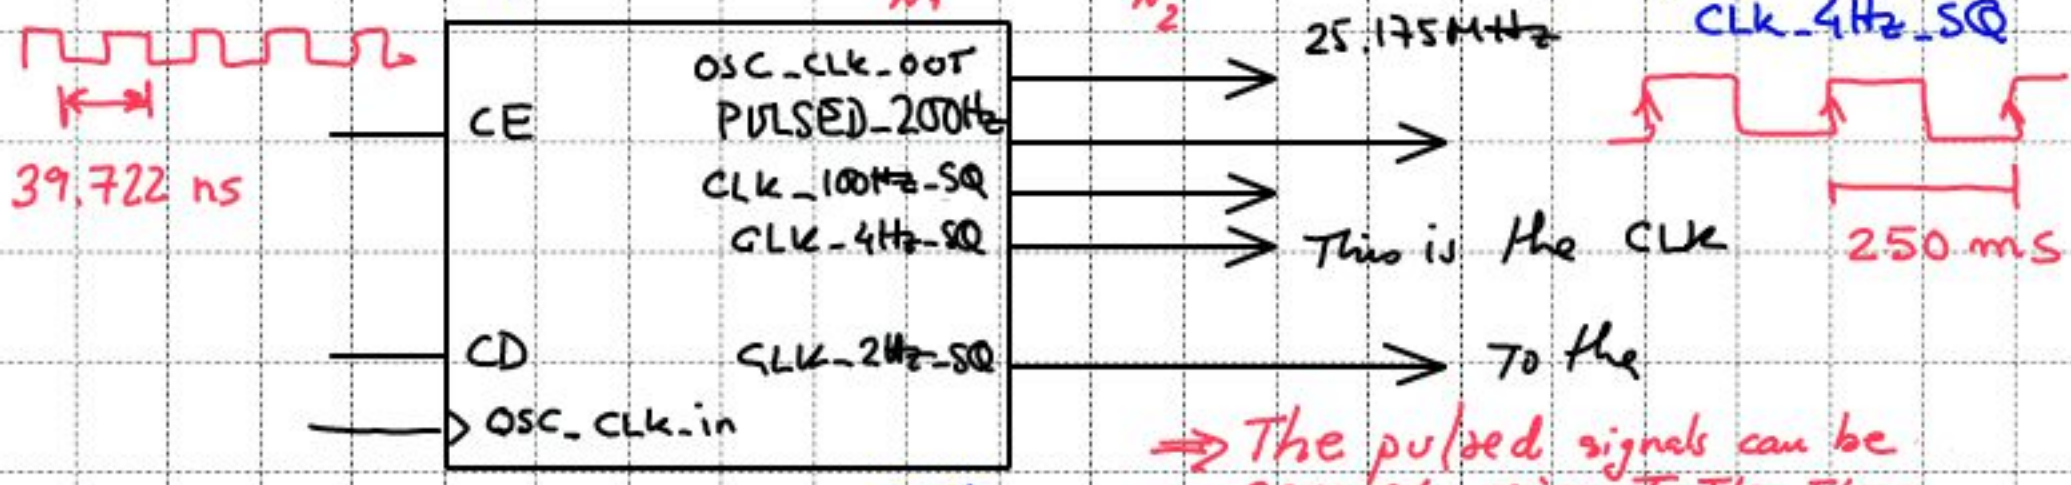 N2
25.175MHz
CLK_4Hz_SQ
OSC_CLK_OUT
CE
PULSED_200Hz
39.722 ns
CLK_100Hz_SQ
CLK_4Hz_SQ
This is the CLK
250 ms
CD
CLK_2Hz_SQ
To the
OSC_CLK_in
⇒ The pulsed signals can be